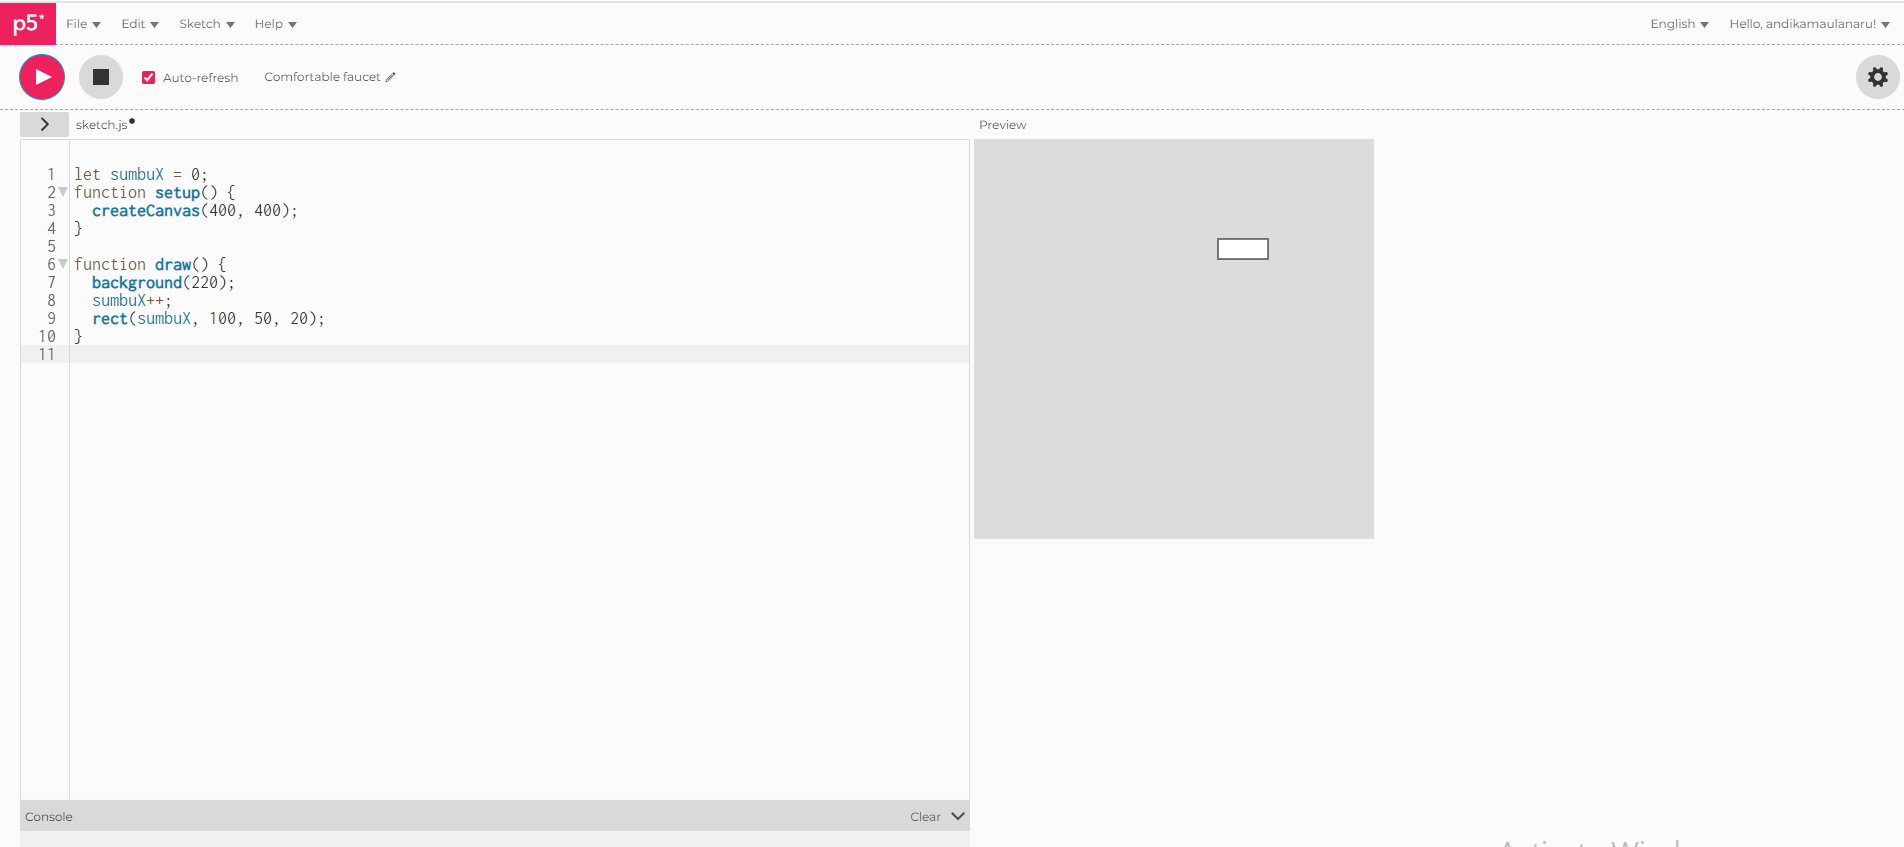 p5* File Edit Sketch Help English Hello, andikamaulanaru!
Auto-refresh Comfortable faucet
sketch.js Preview
1 let sumbuX = 0;
2 function setup() {
3 createCanvas(400, 400);
4 }
5
6 function draw() {
7 background(220);
8 sumbuX++;
9 rect(sumbuX, 100, 50, 20);
10 }
11
Console Clear